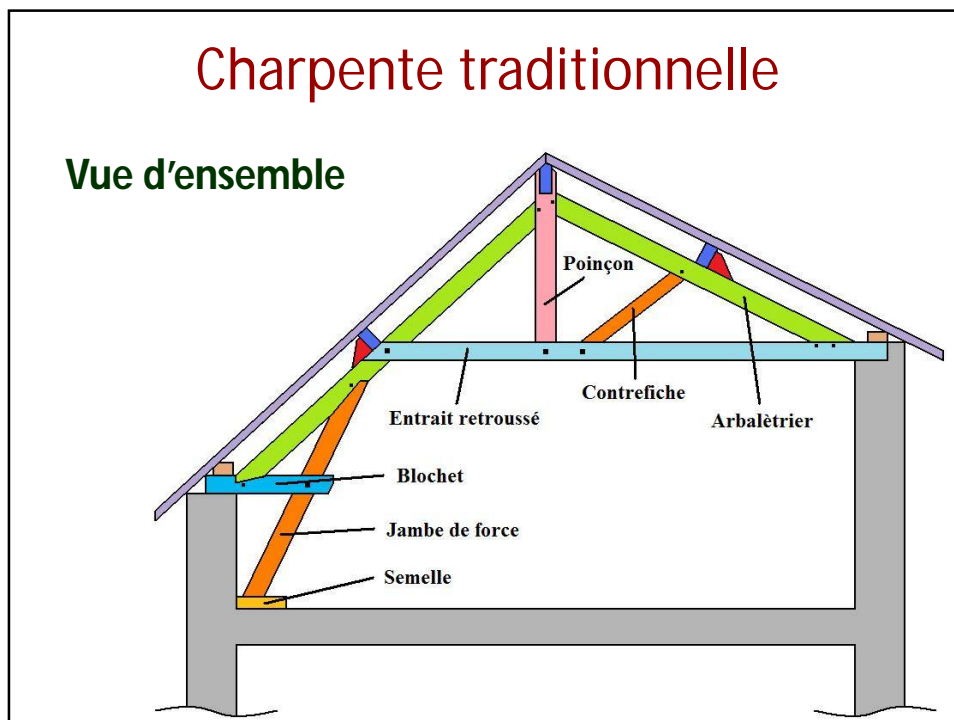 Charpente traditionnelle
Vue d'ensemble
Poinçon
Contrefiche
Entrait retroussé
Arbalètrier
Blochet
Jambe de force
Semelle